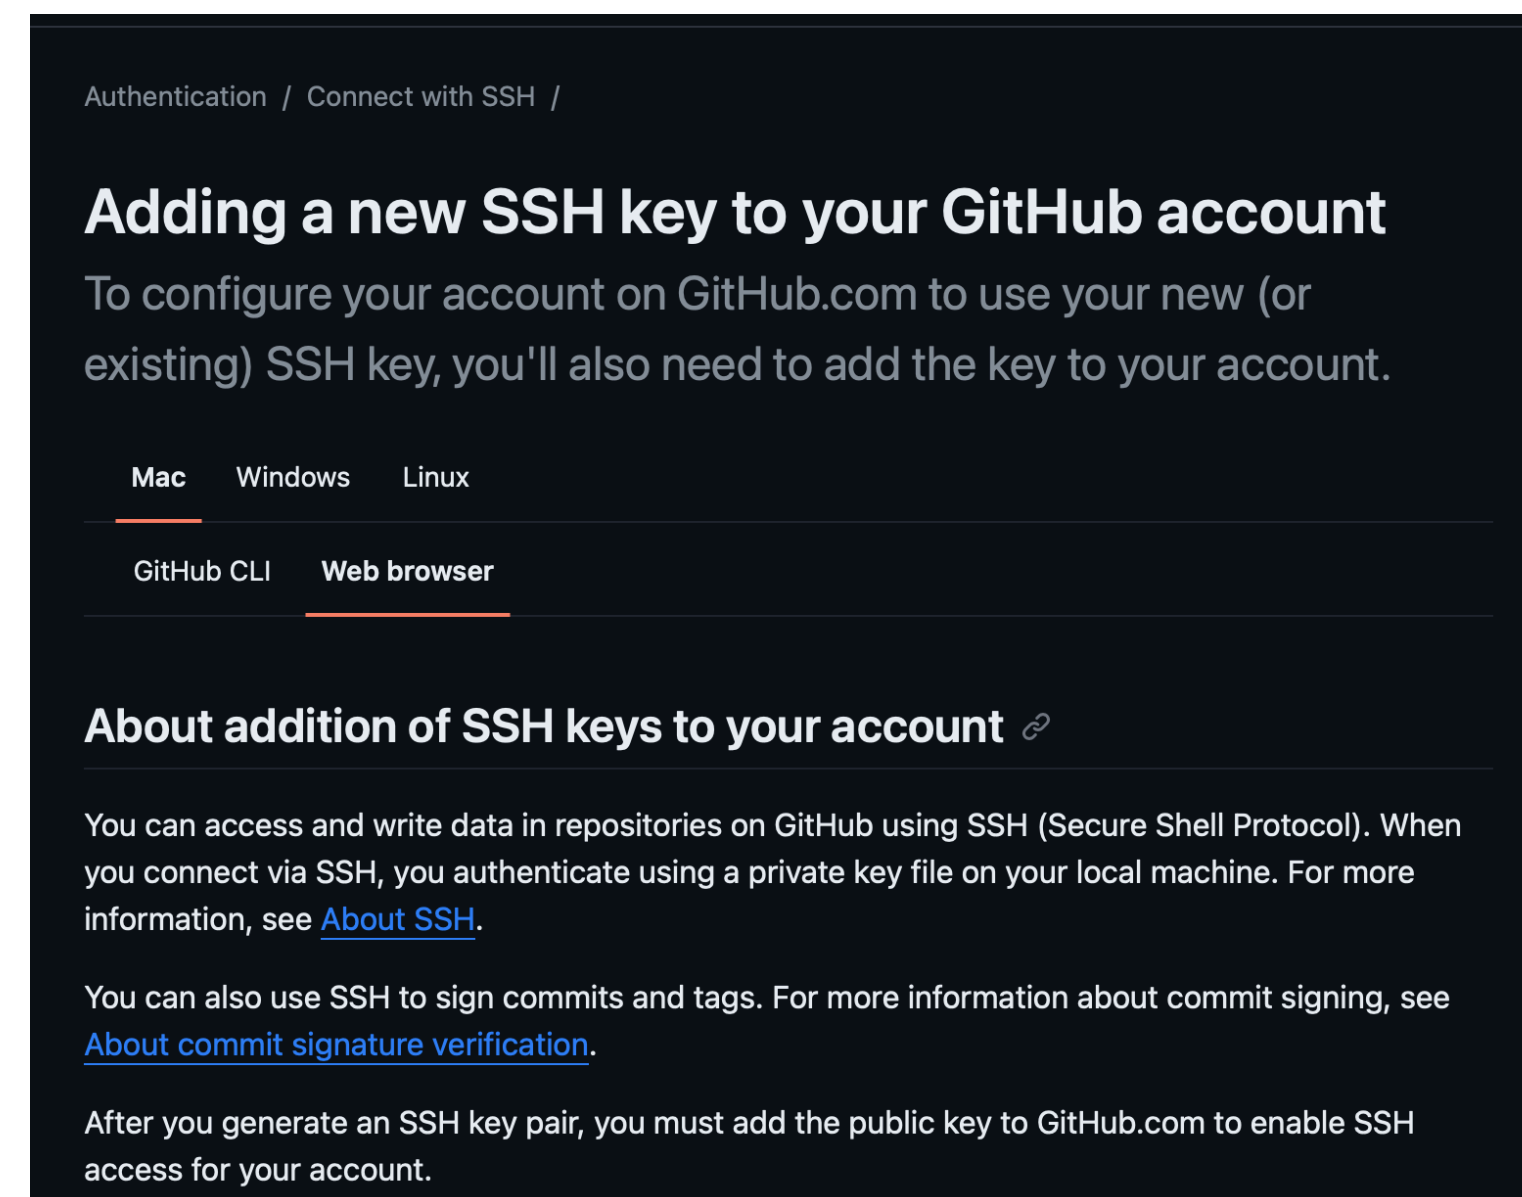 Authentication / Connect with SSH /
Adding a new SSH key to your GitHub account
To configure your account on GitHub.com to use your new (or
existing) SSH key, you'll also need to add the key to your account.
Mac Windows Linux
GitHub CLI Web browser
About addition of SSH keys to your account
You can access and write data in repositories on GitHub using SSH (Secure Shell Protocol). When
you connect via SSH, you authenticate using a private key file on your local machine. For more
information, see About SSH.
You can also use SSH to sign commits and tags. For more information about commit signing, see
About commit signature verification.
After you generate an SSH key pair, you must add the public key to GitHub.com to enable SSH
access for your account.